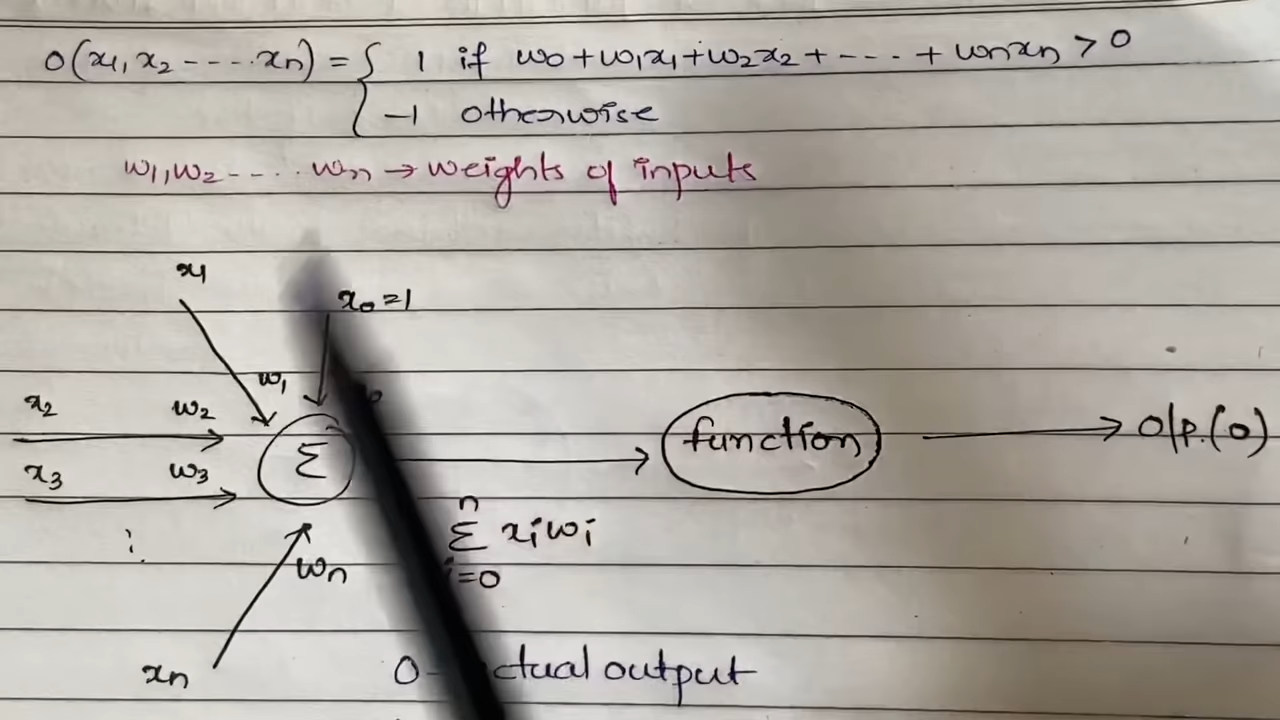 O(x1, x2 ---- xn) = { 1 if w0 + w1x1 + w2x2 + ---- + wnxn > 0
-1 otherwise
w1, w2 ---- wn → weights of inputs
x1
x0 = 1
w1
x2 w2
Σ
function
O/P.(O)
x3 w3
n
Σ xiwi
i=0
wn
xn
O- actual output